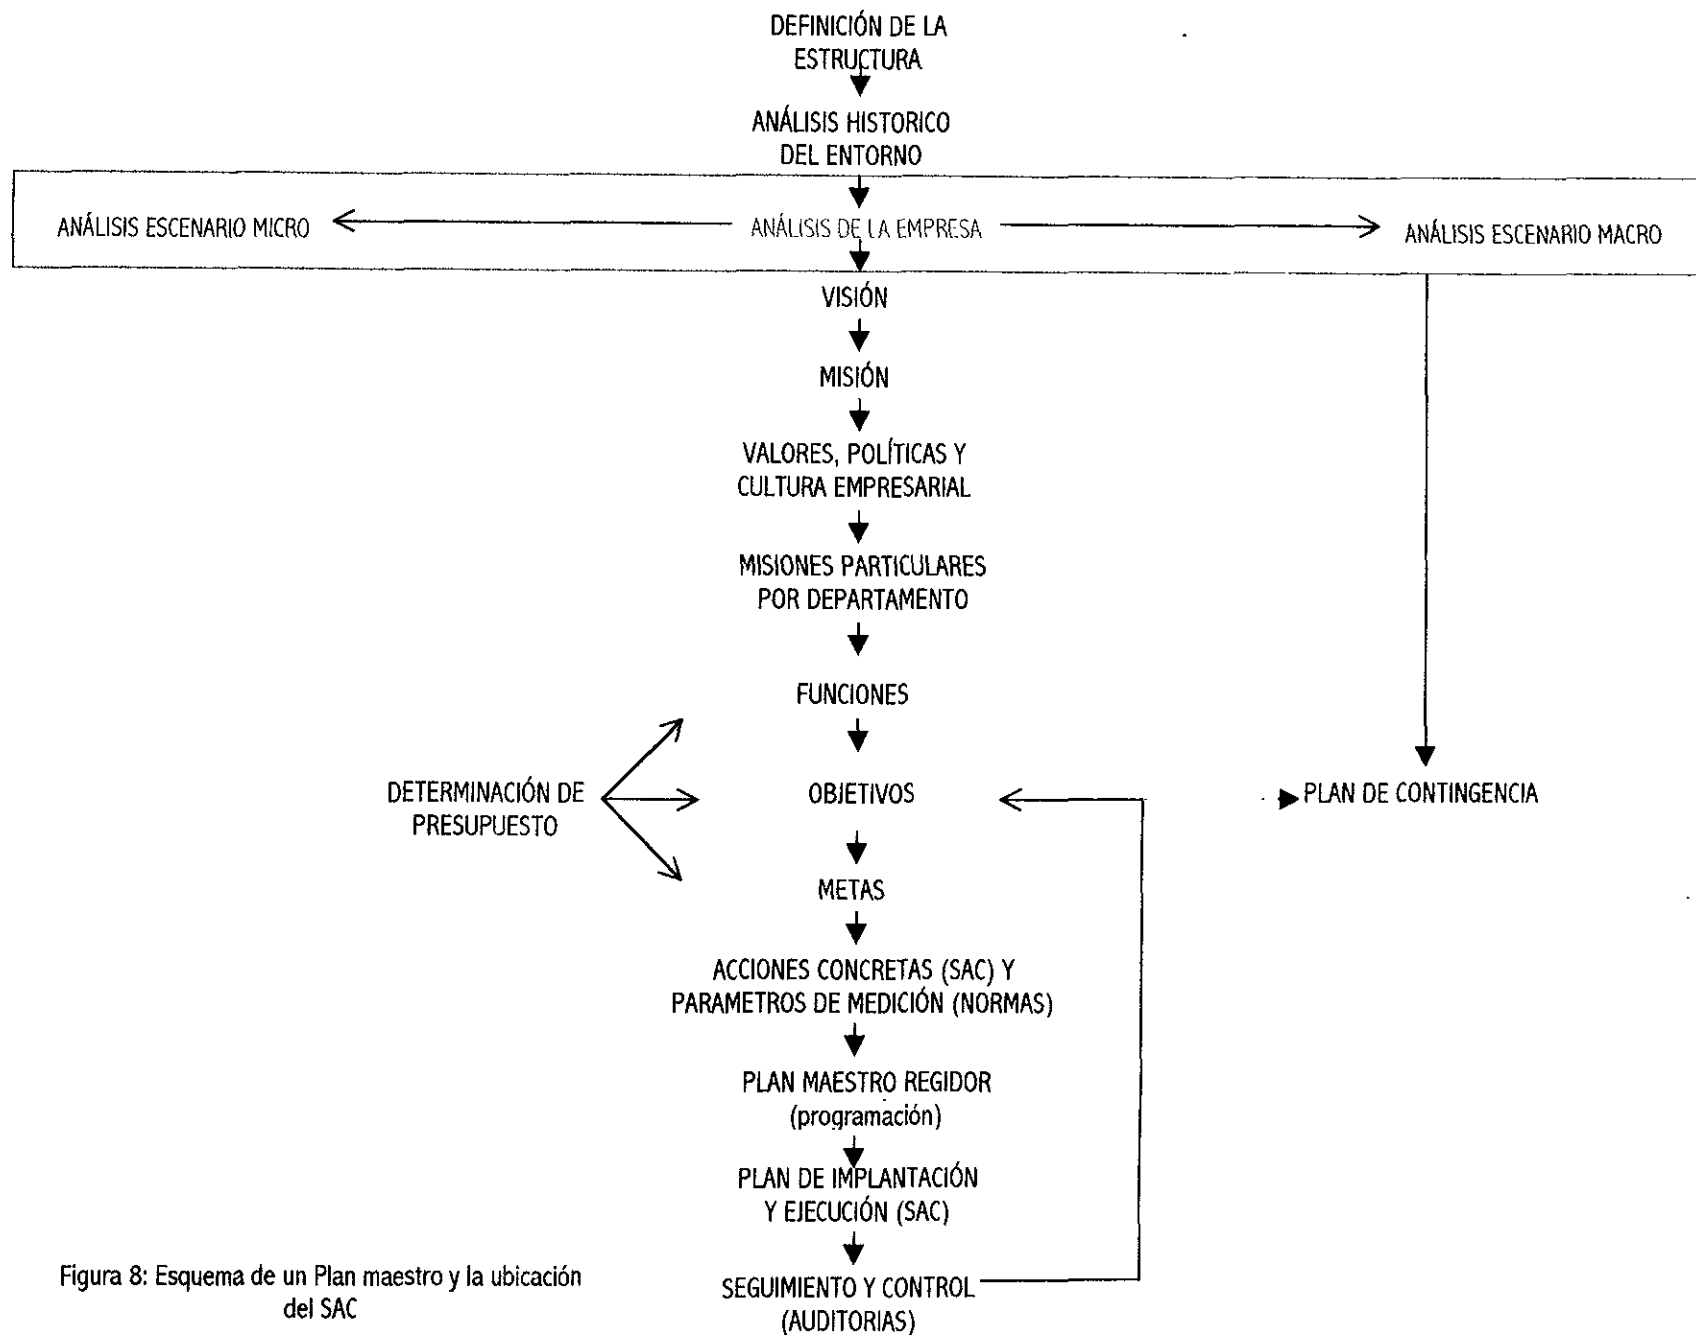 DEFINICIÓN DE LA
ESTRUCTURA
ANÁLISIS HISTORICO
DEL ENTORNO
ANÁLISIS ESCENARIO MICRO
ANÁLISIS DE LA EMPRESA
ANÁLISIS ESCENARIO MACRO
VISIÓN
MISIÓN
VALORES, POLÍTICAS Y
CULTURA EMPRESARIAL
MISIONES PARTICULARES
POR DEPARTAMENTO
FUNCIONES
DETERMINACIÓN DE
PRESUPUESTO
OBJETIVOS
PLAN DE CONTINGENCIA
METAS
ACCIONES CONCRETAS (SAC) Y
PARAMETROS DE MEDICIÓN (NORMAS)
PLAN MAESTRO REGIDOR
(programación)
PLAN DE IMPLANTACIÓN
Y EJECUCIÓN (SAC)
SEGUIMIENTO Y CONTROL
(AUDITORIAS)
Figura 8: Esquema de un Plan maestro y la ubicación
del SAC